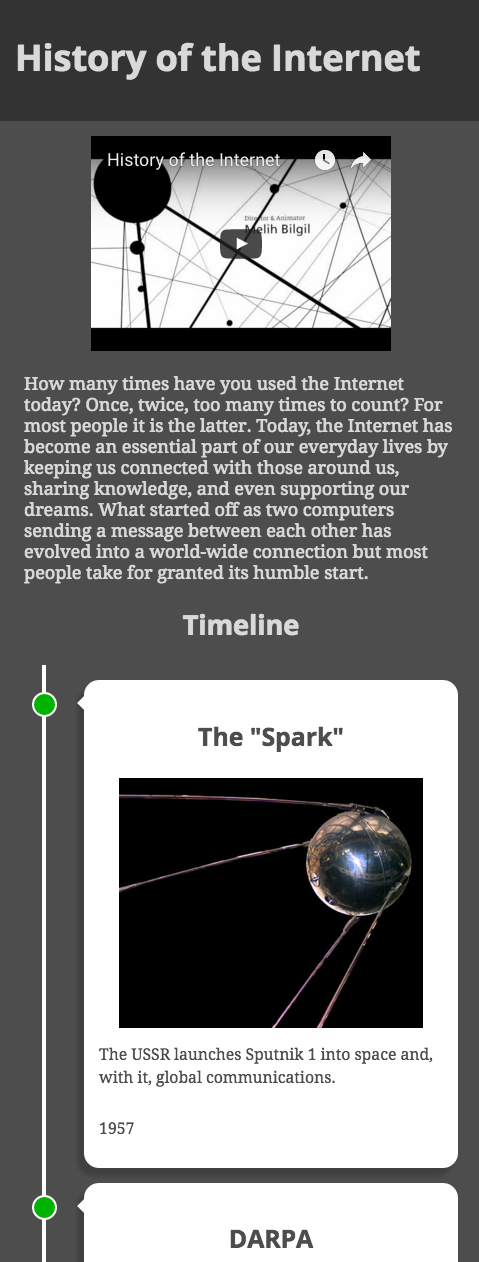 History of the Internet
History of the Internet
Director & Animator
Melih Bilgil
How many times have you used the Internet
today? Once, twice, too many times to count? For
most people it is the latter. Today, the Internet has
become an essential part of our everyday lives by
keeping us connected with those around us,
sharing knowledge, and even supporting our
dreams. What started off as two computers
sending a message between each other has
evolved into a world-wide connection but most
people take for granted its humble start.
Timeline
The "Spark"
The USSR launches Sputnik 1 into space and,
with it, global communications.
1957
DARPA